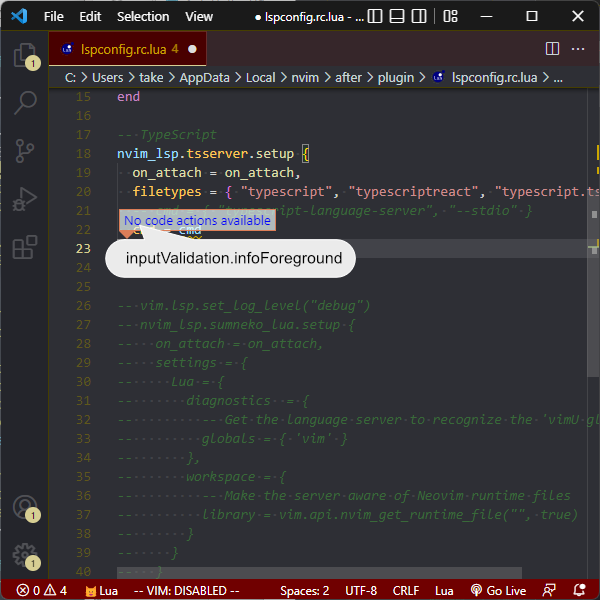 File Edit Selection View ● lspconfig.rc.lua - ...
lspconfig.rc.lua 4 ●
C: > Users > take > AppData > Local > nvim > after > plugin > lspconfig.rc.lua > ...
15 end
16
17 -- TypeScript
18 nvim_lsp.tsserver.setup {
19 on_attach = on_attach,
20 filetypes = { "typescript", "typescriptreact", "typescript.ts
21 "typescript-language-server", "--stdio" }
No code actions available
22 cmd = cmd
23
inputValidation.infoForeground
25
26 -- vim.lsp.set_log_level("debug")
27 -- nvim_lsp.sumneko_lua.setup {
28 -- on_attach = on_attach,
29 -- settings = {
30 -- Lua = {
31 -- diagnostics = {
32 -- -- Get the language server to recognize the 'vimU gl
33 -- globals = { 'vim' }
34 -- },
35 -- workspace = {
36 -- -- Make the server aware of Neovim runtime files
37 -- library = vim.api.nvim_get_runtime_file("", true)
38 -- }
39 -- }
40 -- }
1
1
1
0 4 Lua -- VIM: DISABLED -- Spaces: 2 UTF-8 CRLF Lua Go Live